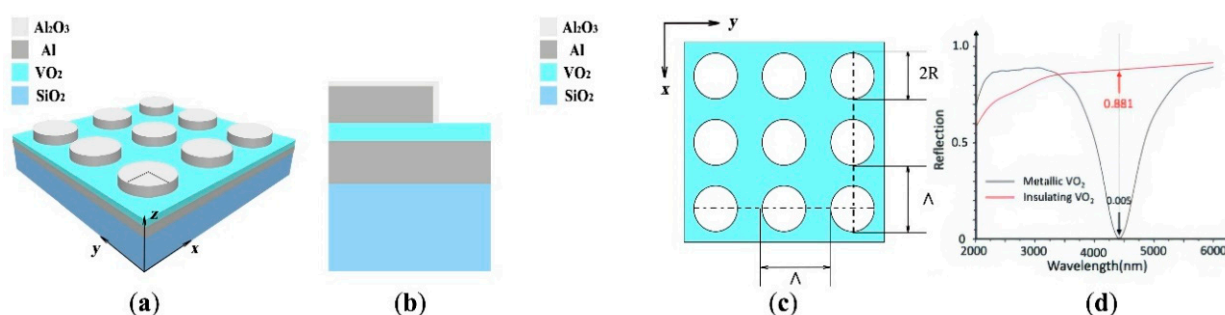 Al₂O₃
Al
VO₂
SiO₂
z
y
x
(a)
Al₂O₃
Al
VO₂
SiO₂
(b)
y
x
2R
Λ
Λ
(c)
1.0
0.5
0
Reflection
0.881
0.005
Metallic VO₂
Insulating VO₂
2000
3000
4000
5000
6000
Wavelength(nm)
(d)